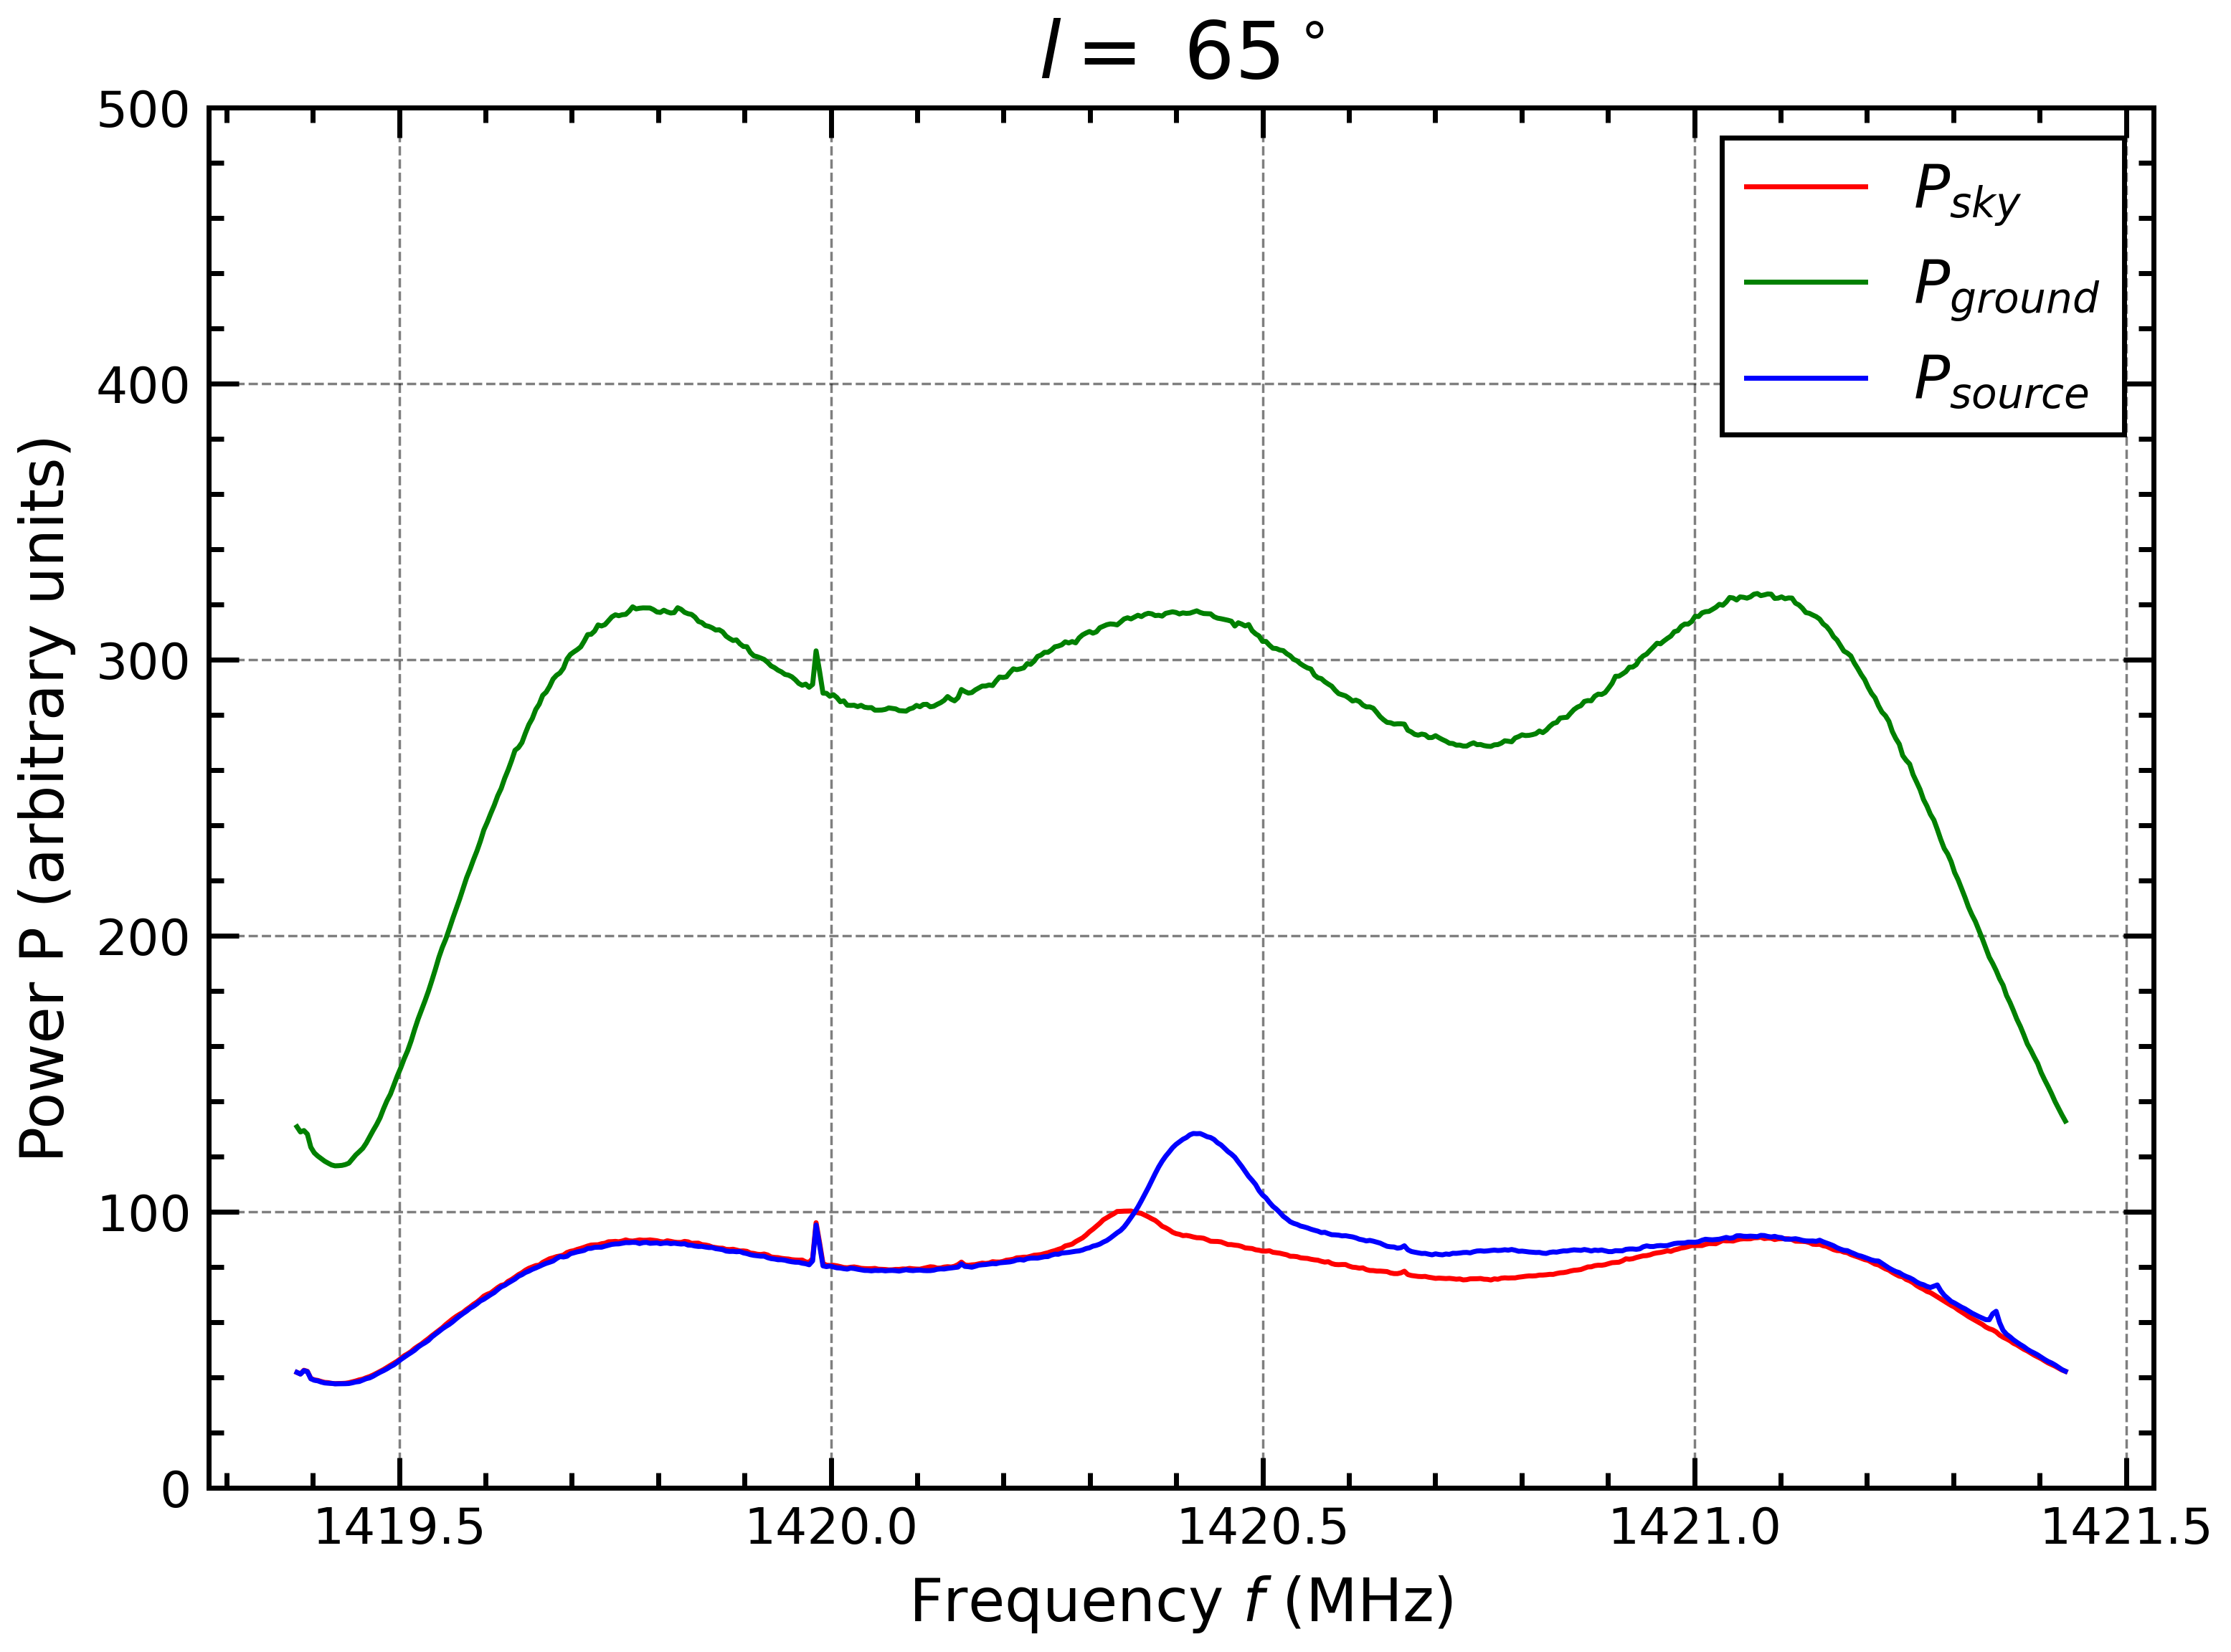 l = 65°
500
400
300
200
100
0
Power P (arbitrary units)
P_sky
P_ground
P_source
1419.5 1420.0 1420.5 1421.0 1421.5
Frequency f (MHz)